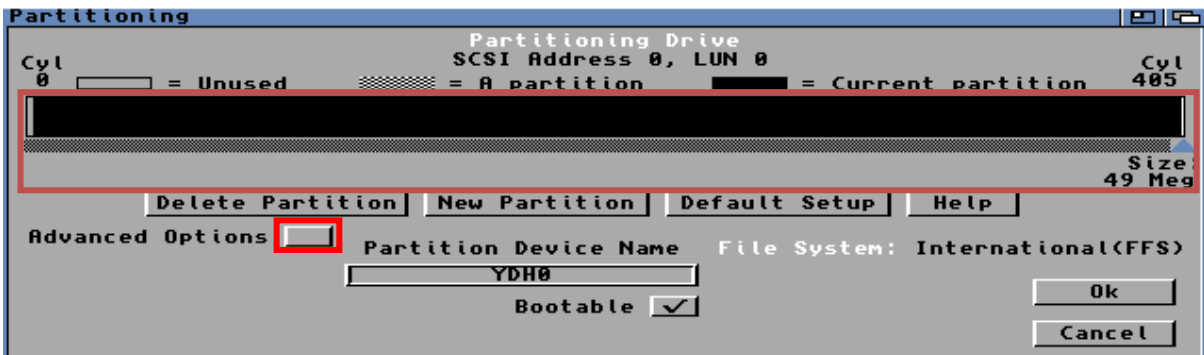 Partitioning
Partitioning Drive
SCSI Address 0, LUN 0
Cyl
0
Cyl
405
= Unused
= A partition
= Current partition
Size:
49 Meg
Delete Partition
New Partition
Default Setup
Help
Advanced Options
Partition Device Name
File System: International(FFS)
YDH0
Bootable
Ok
Cancel